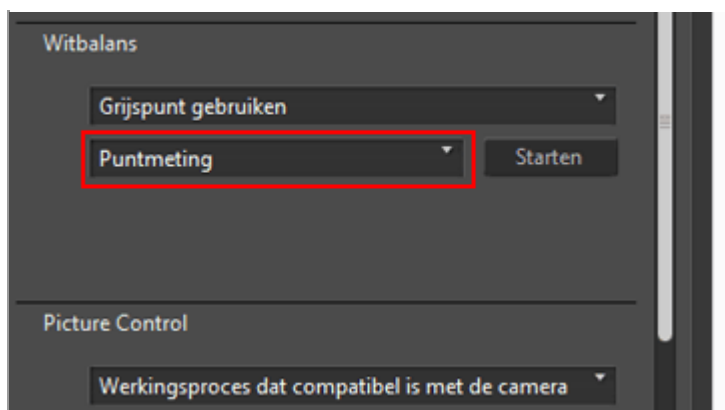 Witbalans
Grijspunt gebruiken
Puntmeting
Starten
Picture Control
Werkingsproces dat compatibel is met de camera